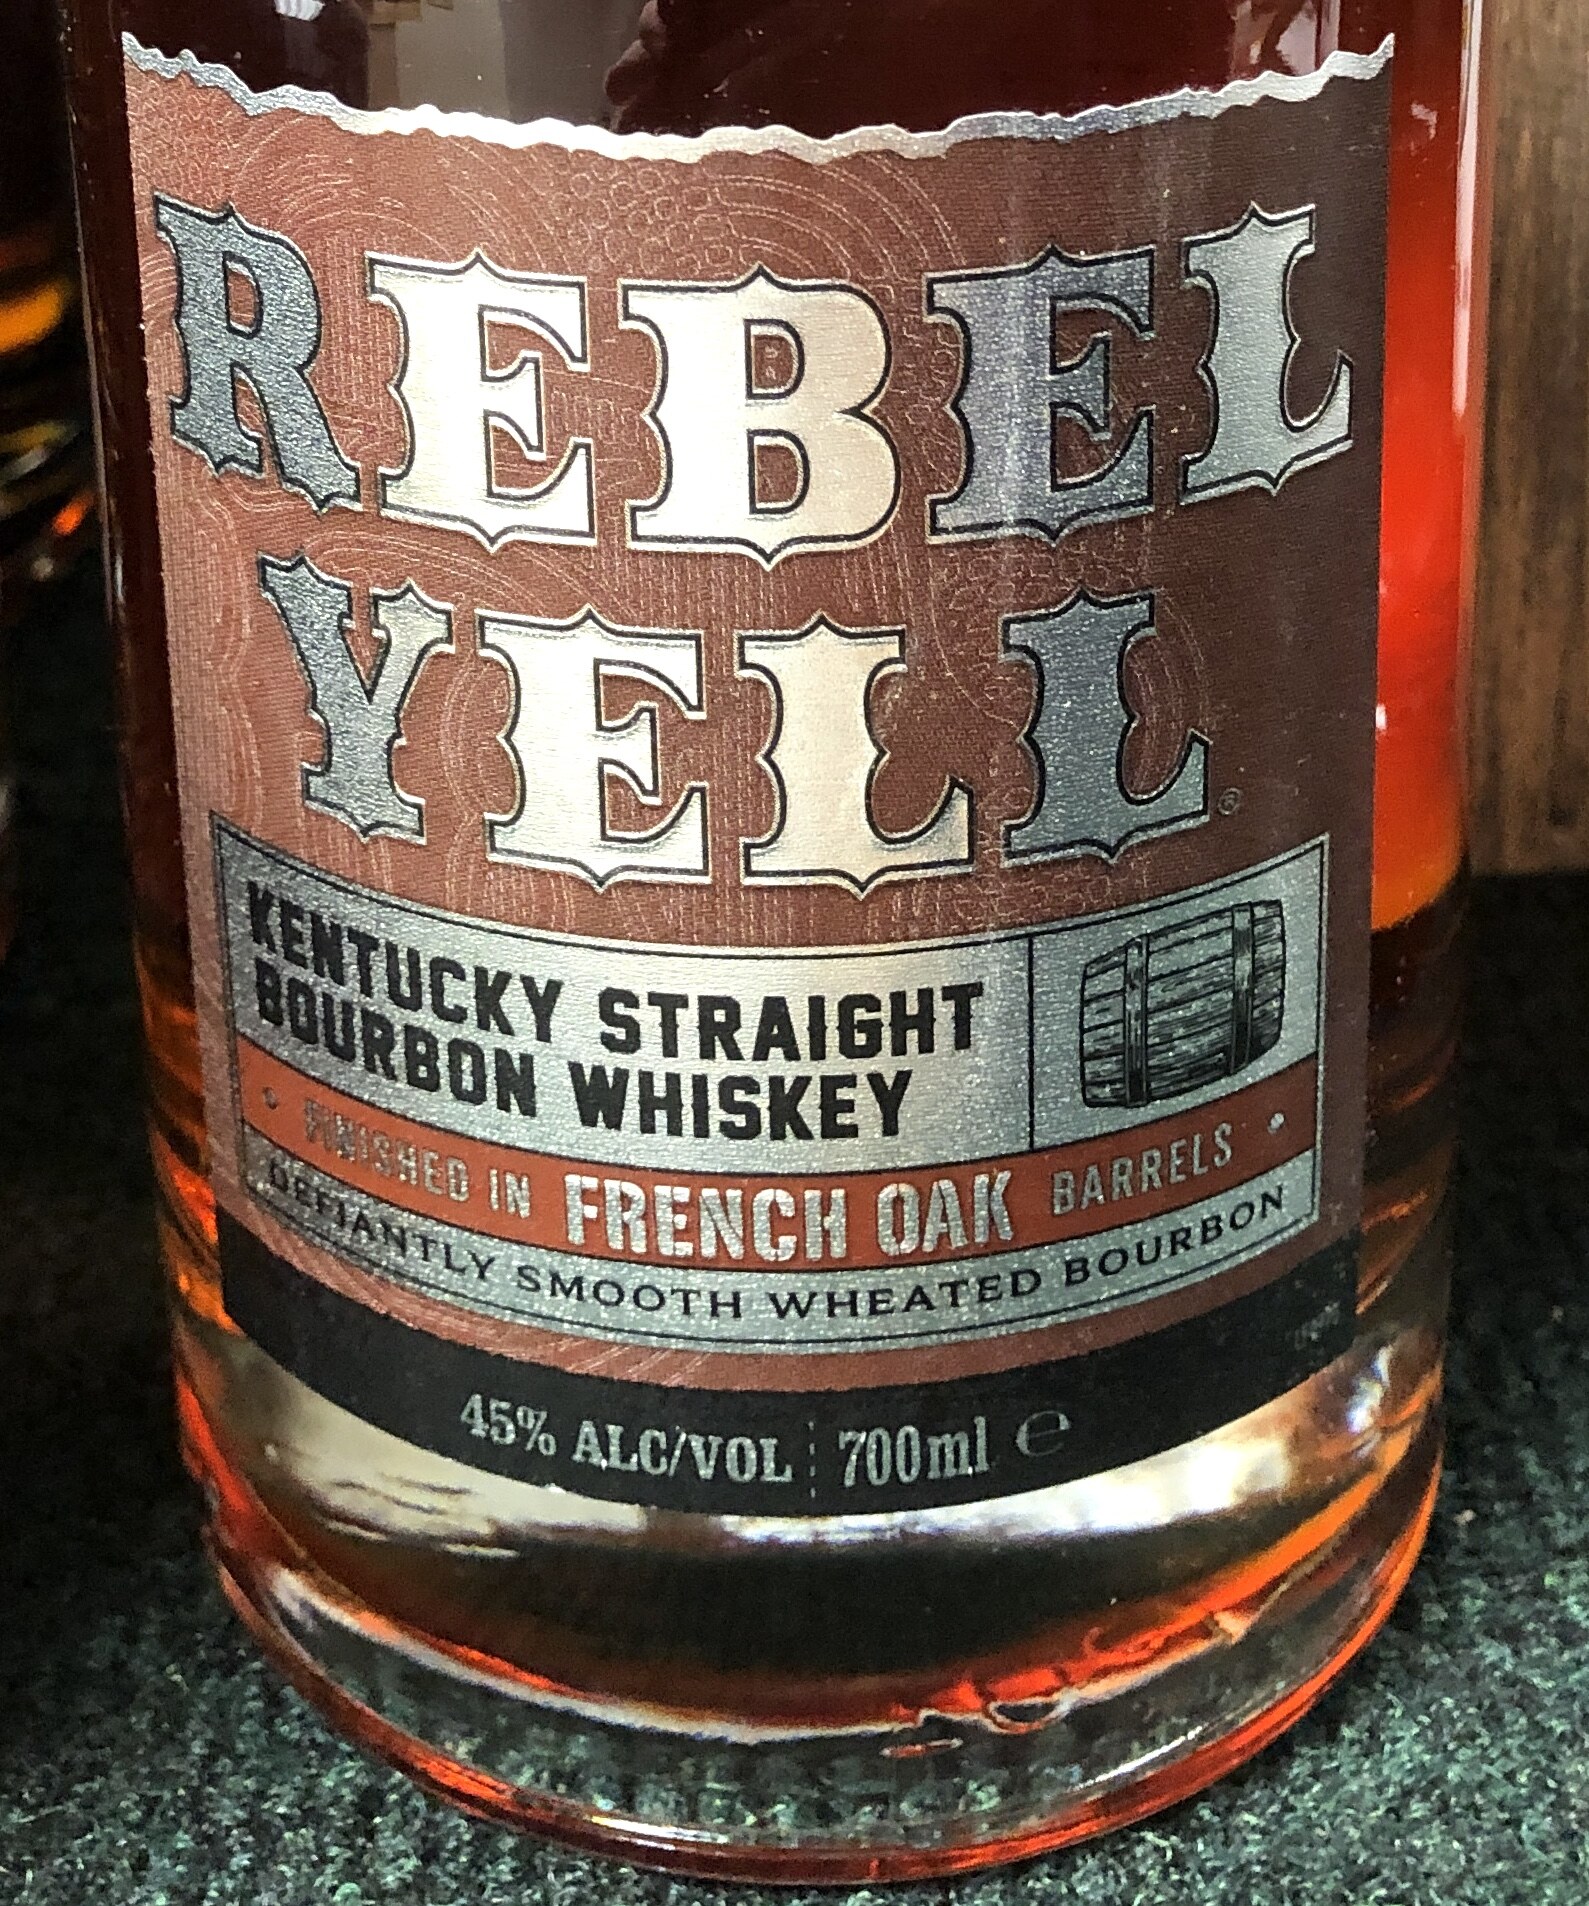 REBEL
YELL®
KENTUCKY STRAIGHT
BOURBON WHISKEY
• FINISHED IN FRENCH OAK BARRELS •
DEFIANTLY SMOOTH WHEATED BOURBON
45% ALC/VOL 700ml ℮